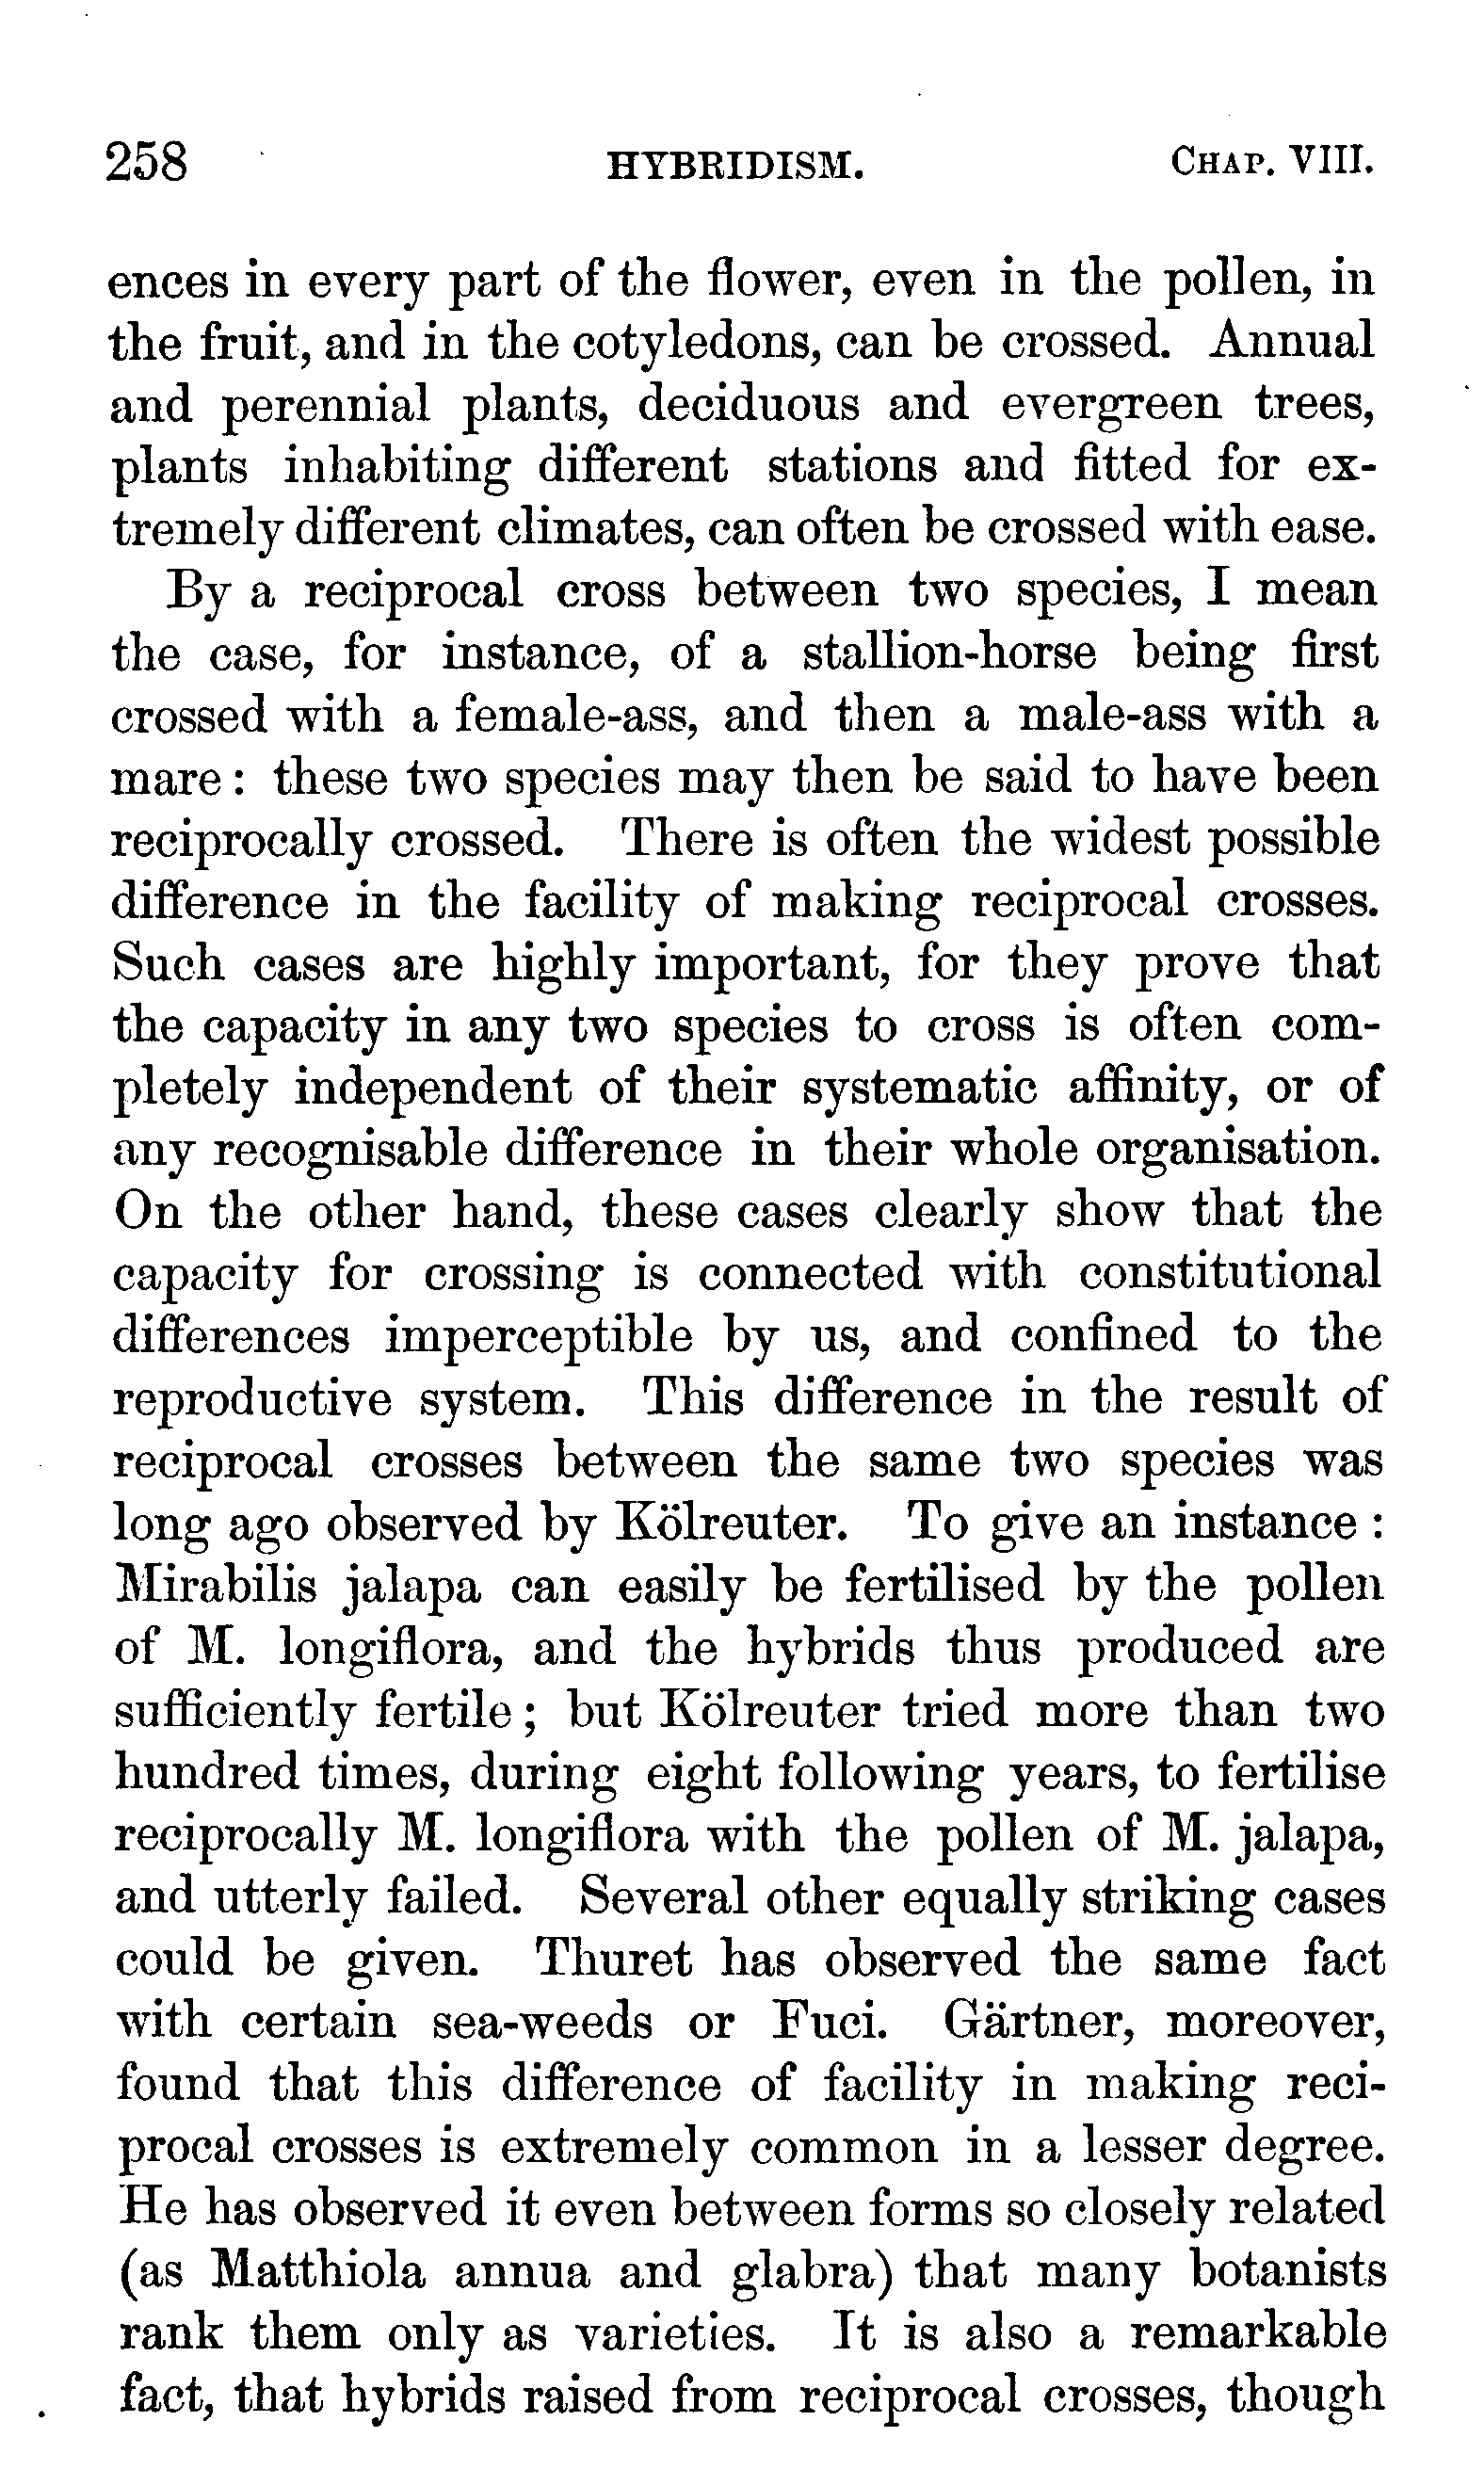 258 HYBRIDISM. CHAP. VIII.
ences in every part of the flower, even in the pollen, in
the fruit, and in the cotyledons, can be crossed. Annual
and perennial plants, deciduous and evergreen trees,
plants inhabiting different stations and fitted for ex-
tremely different climates, can often be crossed with ease.
By a reciprocal cross between two species, I mean
the case, for instance, of a stallion-horse being first
crossed with a female-ass, and then a male-ass with a
mare : these two species may then be said to have been
reciprocally crossed. There is often the widest possible
difference in the facility of making reciprocal crosses.
Such cases are highly important, for they prove that
the capacity in any two species to cross is often com-
pletely independent of their systematic affinity, or of
any recognisable difference in their whole organisation.
On the other hand, these cases clearly show that the
capacity for crossing is connected with constitutional
differences imperceptible by us, and confined to the
reproductive system. This difference in the result of
reciprocal crosses between the same two species was
long ago observed by Kölreuter. To give an instance :
Mirabilis jalapa can easily be fertilised by the pollen
of M. longiflora, and the hybrids thus produced are
sufficiently fertile ; but Kölreuter tried more than two
hundred times, during eight following years, to fertilise
reciprocally M. longiflora with the pollen of M. jalapa,
and utterly failed. Several other equally striking cases
could be given. Thuret has observed the same fact
with certain sea-weeds or Fuci. Gärtner, moreover,
found that this difference of facility in making reci-
procal crosses is extremely common in a lesser degree.
He has observed it even between forms so closely related
(as Matthiola annua and glabra) that many botanists
rank them only as varieties. It is also a remarkable
fact, that hybrids raised from reciprocal crosses, though